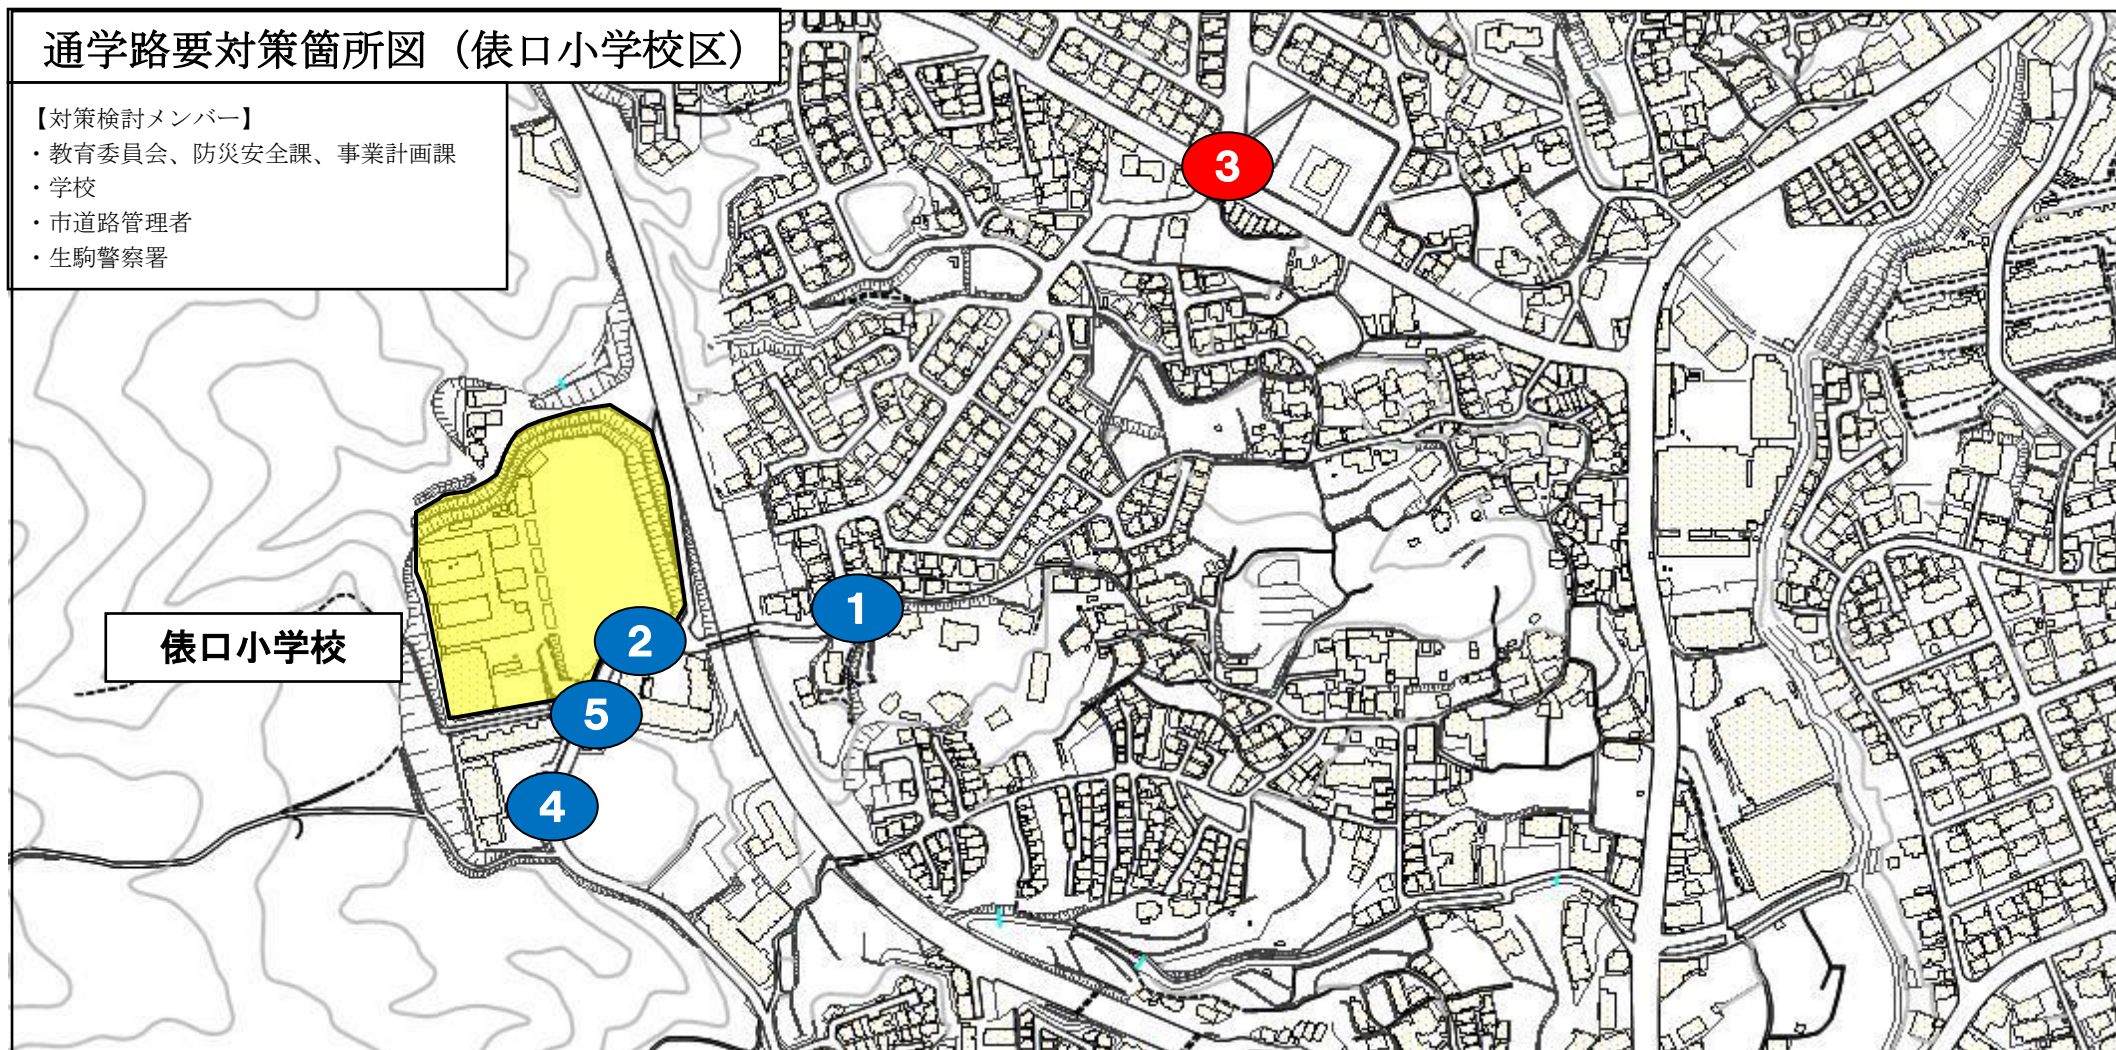 通学路要対策箇所図（俵口小学校区）
【対策検討メンバー】
・教育委員会、防災安全課、事業計画課
・学校
・市道路管理者
・生駒警察署
3
1
2
俵口小学校
5
4